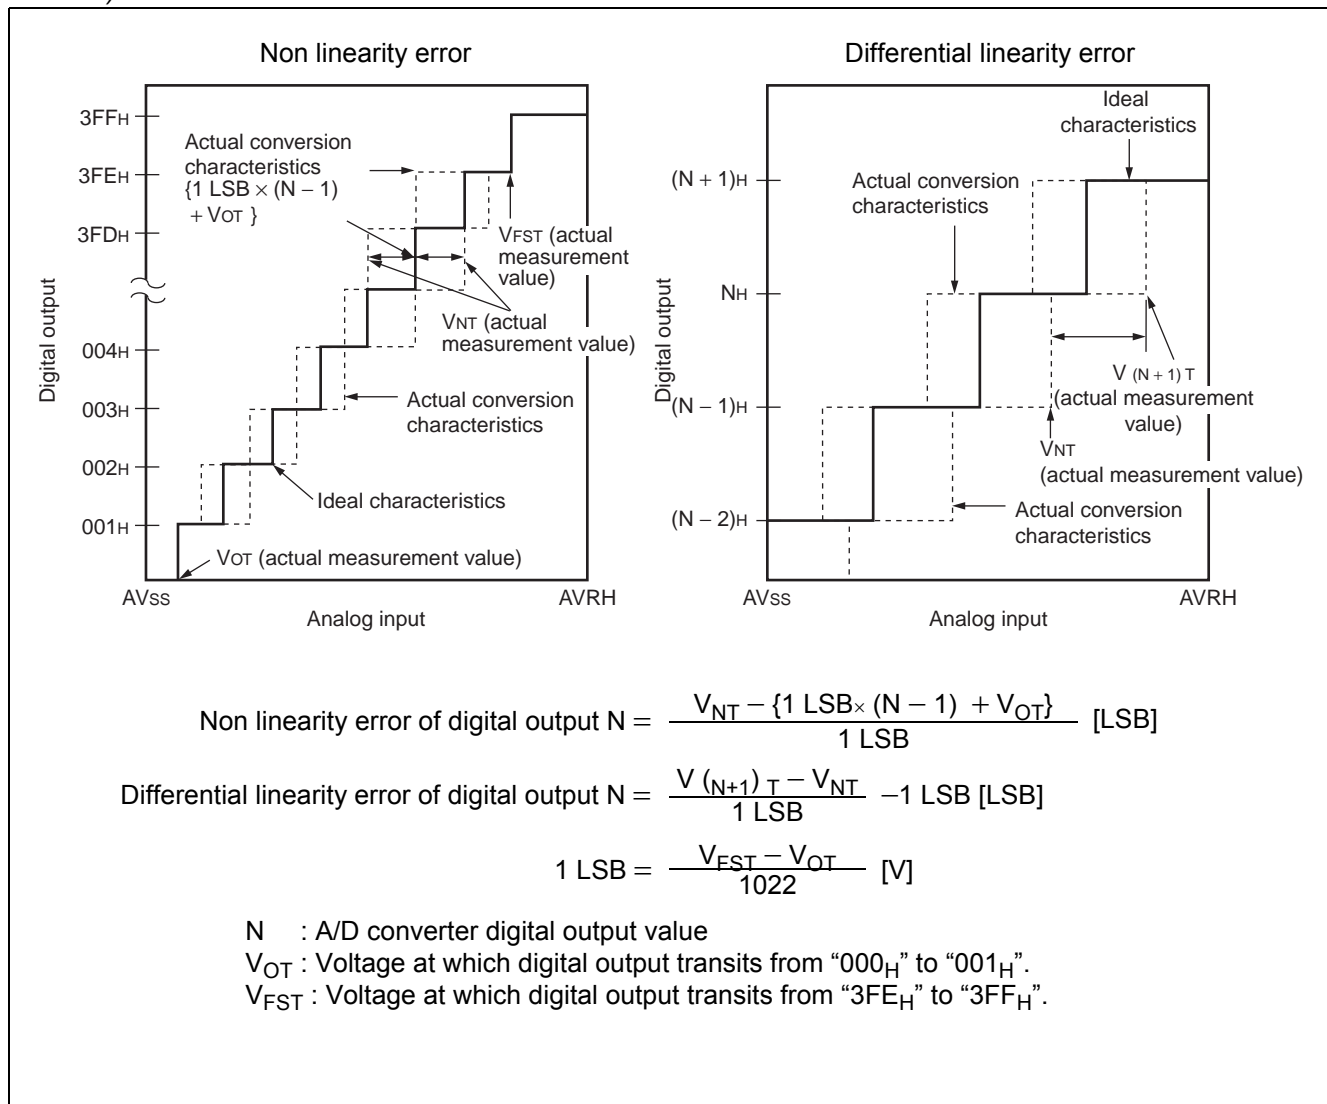 Non linearity error
3FFH
3FEH
3FDH
004H
003H
002H
001H
Digital output
Actual conversion
characteristics
{1 LSB × (N − 1)
+ VOT }
VFST (actual
measurement
value)
VNT (actual
measurement value)
Actual conversion
characteristics
Ideal characteristics
VOT (actual measurement value)
AVSS
AVRH
Analog input
Differential linearity error
(N + 1)H
NH
(N − 1)H
(N − 2)H
Digital output
Ideal
characteristics
Actual conversion
characteristics
V (N + 1) T
(actual measurement
value)
VNT
(actual measurement value)
Actual conversion
characteristics
AVSS
AVRH
Analog input
Non linearity error of digital output N = VNT − {1 LSB× (N − 1) + VOT} / 1 LSB [LSB]
Differential linearity error of digital output N = V (N+1) T − VNT / 1 LSB −1 LSB [LSB]
1 LSB = VFST − VOT / 1022 [V]
N : A/D converter digital output value
VOT : Voltage at which digital output transits from “000H” to “001H”.
VFST : Voltage at which digital output transits from “3FEH” to “3FFH”.